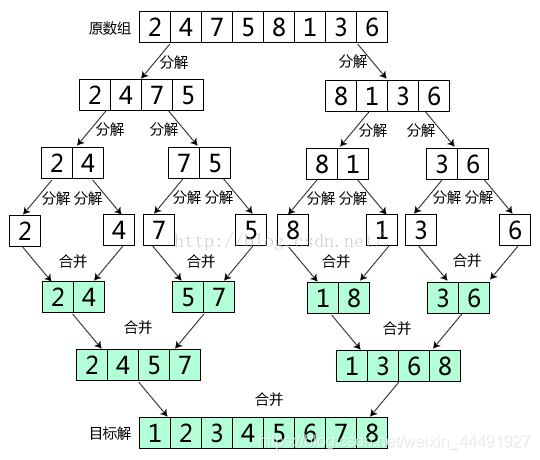 原数组 2 4 7 5 8 1 3 6
分解 分解
2 4 7 5 8 1 3 6
分解 分解 分解 分解
2 4 7 5 8 1 3 6
分解 分解 分解 分解 分解 分解 分解 分解
2 4 7 5 8 1 3 6
http://blog.csdn.net/
合并 合并 合并 合并
2 4 5 7 1 8 3 6
合并 合并
2 4 5 7 1 3 6 8
合并
目标解 1 2 3 4 5 6 7 8
https://blog.csdn.net/weixin_44491927